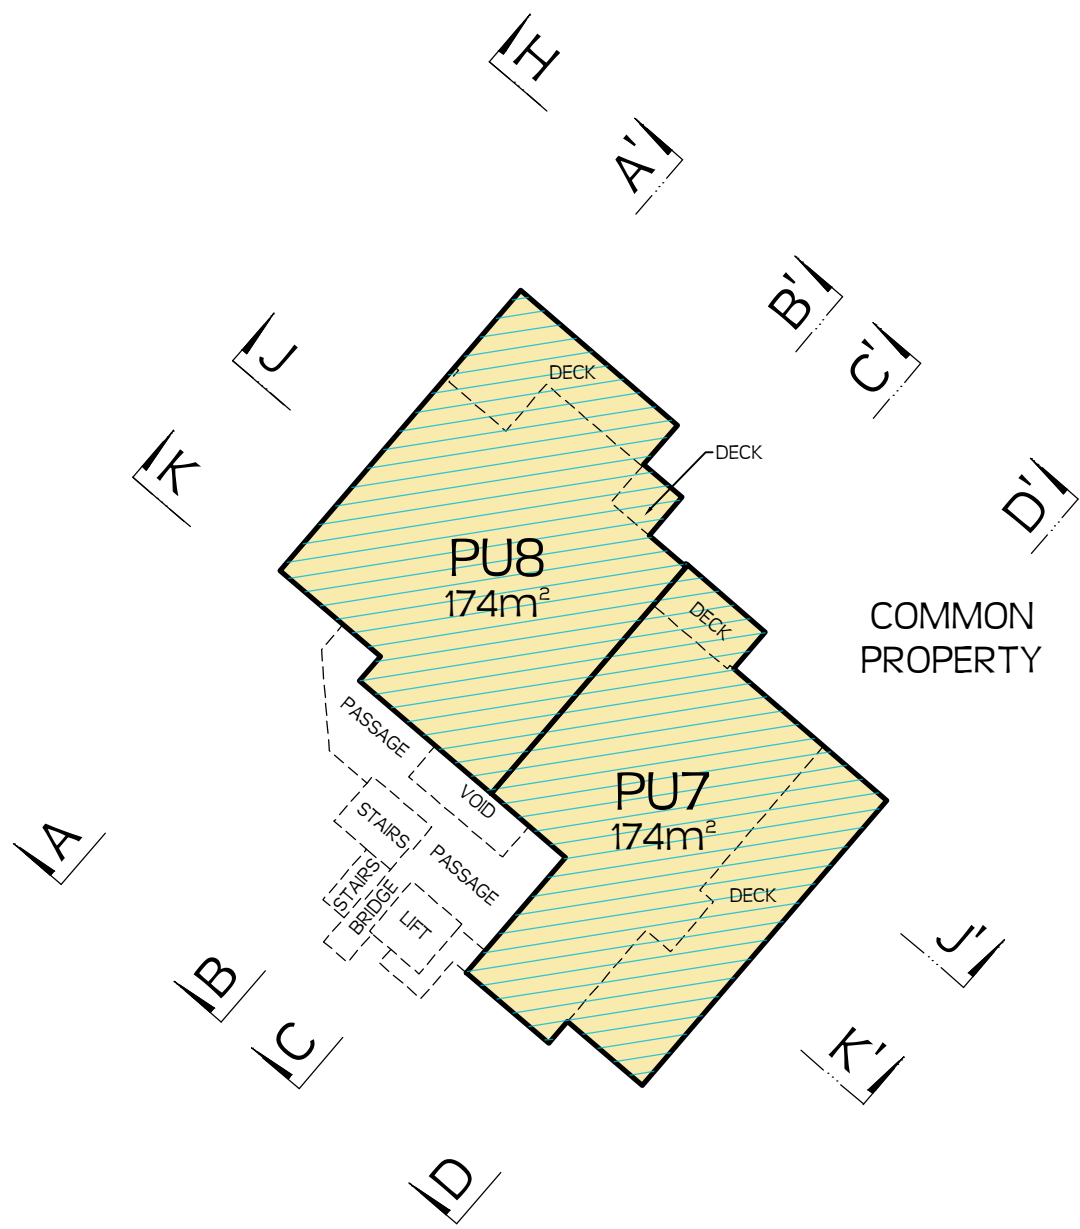 H
A'
B'
C'
J
K
D'
DECK
DECK
PU8
174m²
DECK
COMMON
PROPERTY
PASSAGE
VOID
STAIRS
PU7
174m²
PASSAGE
STAIRS
BRIDGE
LIFT
DECK
A
B
C
D
J'
K'